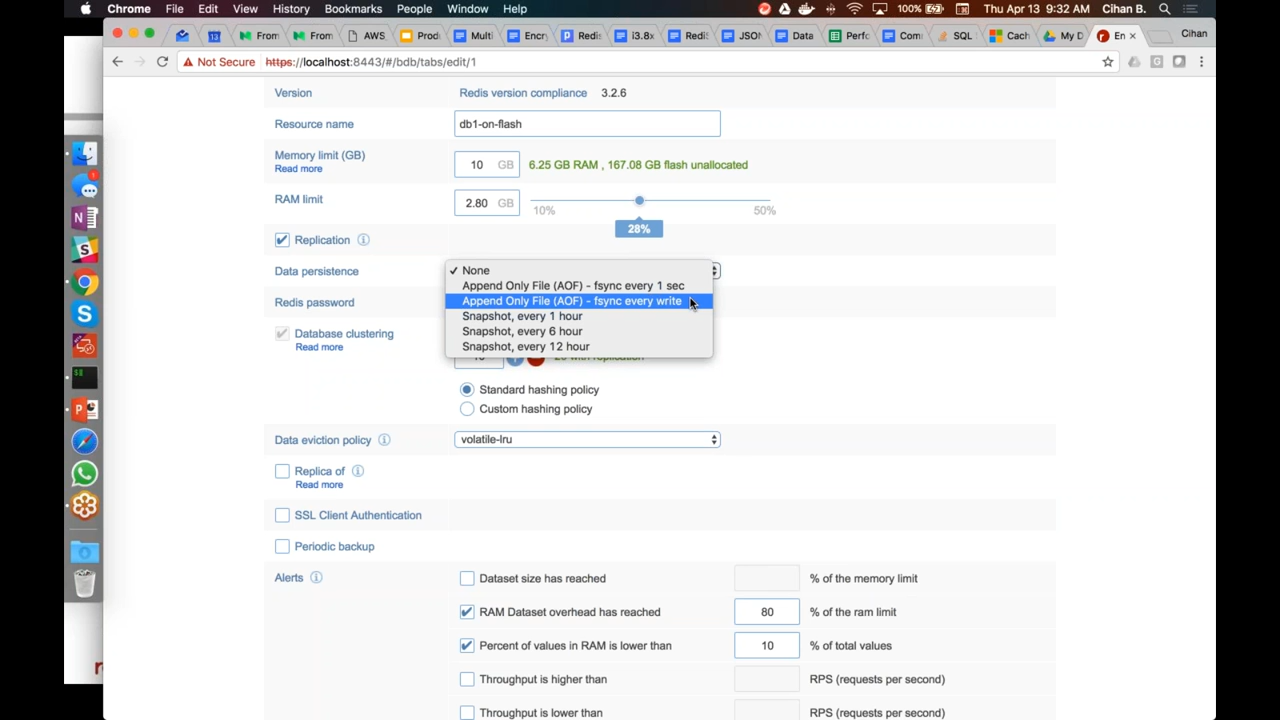 Chrome File Edit View History Bookmarks People Window Help 100% Thu Apr 13 9:32 AM Cihan B.
13 From From AWS Prod Multi Encry Redis i3.8x RediS JSON Data Perfo Com SQL Cach My D En Cihan
Not Secure https://localhost:8443/#/bdb/tabs/edit/1
Version Redis version compliance 3.2.6
Resource name db1-on-flash
Memory limit (GB) 10 GB 6.25 GB RAM , 167.08 GB flash unallocated
Read more
RAM limit 2.80 GB 10% 50%
28%
Replication
Data persistence
✓ None
Append Only File (AOF) - fsync every 1 sec
Append Only File (AOF) - fsync every write
Snapshot, every 1 hour
Snapshot, every 6 hour
Snapshot, every 12 hour
Redis password
Database clustering
Read more
Standard hashing policy
Custom hashing policy
Data eviction policy volatile-lru
Replica of
Read more
SSL Client Authentication
Periodic backup
Alerts Dataset size has reached % of the memory limit
RAM Dataset overhead has reached 80 % of the ram limit
Percent of values in RAM is lower than 10 % of total values
Throughput is higher than RPS (requests per second)
Throughput is lower than RPS (requests per second)